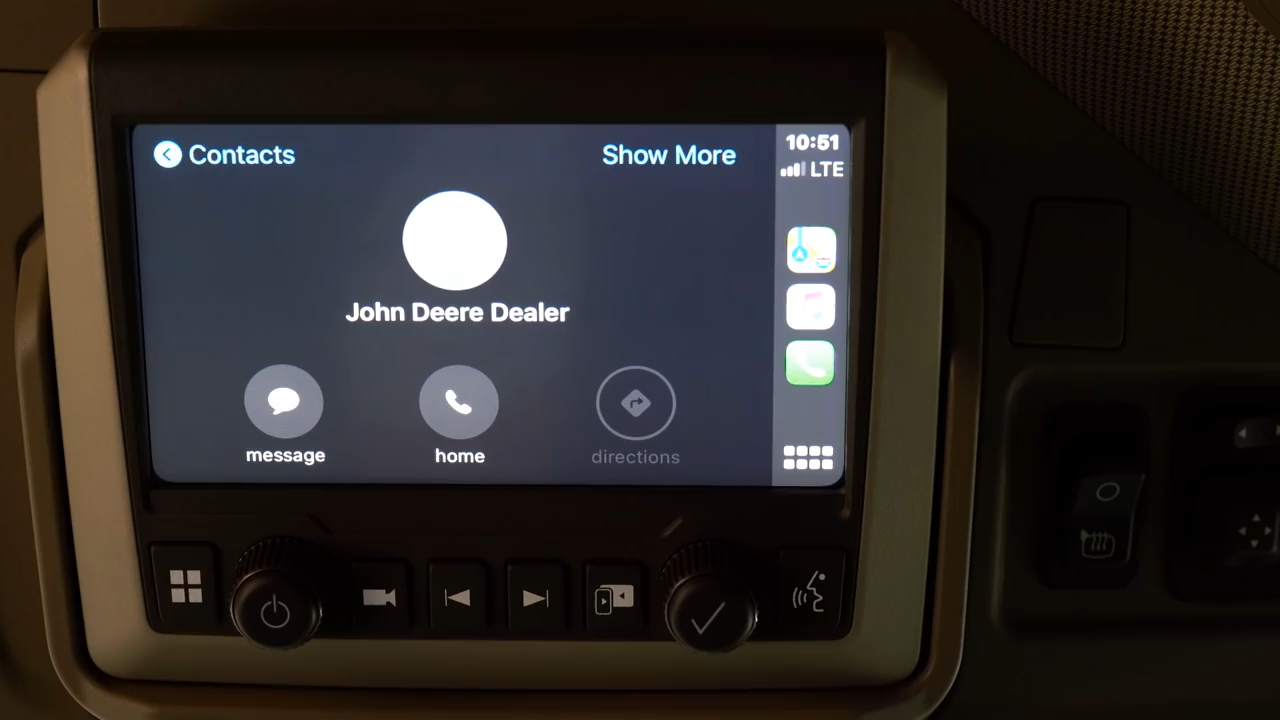 Contacts
Show More
10:51
LTE
John Deere Dealer
message
home
directions